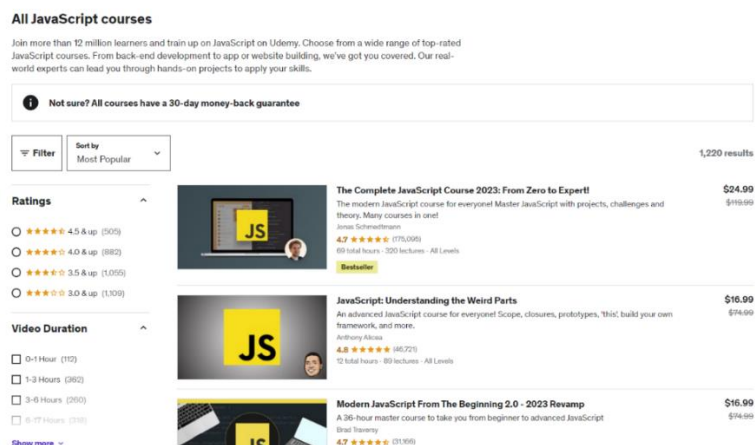 All JavaScript courses
Join more than 12 million learners and train up on JavaScript on Udemy. Choose from a wide range of top-rated
JavaScript courses. From back-end development to app or website building, we've got you covered. Our real-
world experts can lead you through hands-on projects to apply your skills.
Not sure? All courses have a 30-day money-back guarantee
Filter
Sort by
Most Popular
1,220 results
Ratings
4.5 & up (505)
4.0 & up (882)
3.5 & up (1,055)
3.0 & up (1,109)
Video Duration
0-1 Hour (112)
1-3 Hours (362)
3-6 Hours (260)
6-17 Hours
Show more
JS
The Complete JavaScript Course 2023: From Zero to Expert!
$24.99
The modern JavaScript course for everyone! Master JavaScript with projects, challenges and
$119.99
theory. Many courses in one!
Jonas Schmedtmann
4.7 (175,095)
69 total hours · 320 lectures · All Levels
Bestseller
JS
JavaScript: Understanding the Weird Parts
$16.99
An advanced JavaScript course for everyone! Scope, closures, prototypes, 'this', build your own
$74.99
framework, and more.
Anthony Alicea
4.8 (46,721)
12 total hours · 89 lectures · All Levels
JS
Modern JavaScript From The Beginning 2.0 - 2023 Revamp
$16.99
A 36-hour master course to take you from beginner to advanced JavaScript
$74.99
Brad Traversy
4.7 (31,166)